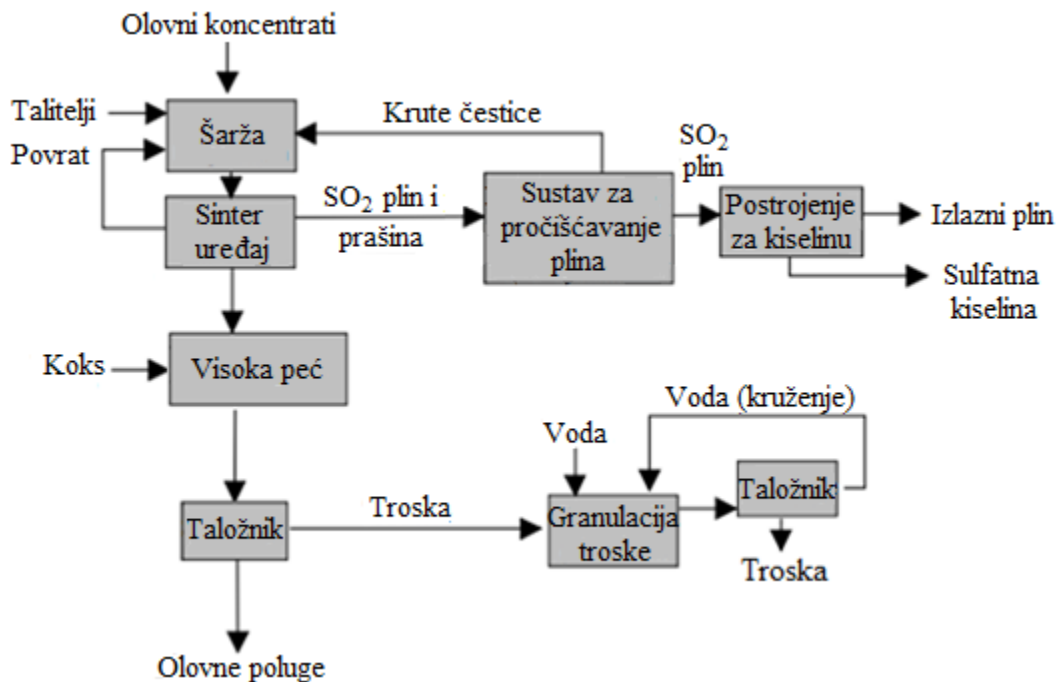 Olovni koncentrati
Talitelji
Povrat
Šarža
Krute čestice
SO2
plin
Sinter
uređaj
SO2 plin i
prašina
Sustav za
pročišćavanje
plina
Postrojenje
za kiselinu
Izlazni plin
Sulfatna
kiselina
Koks
Visoka peć
Voda (kruženje)
Voda
Taložnik
Troska
Granulacija
troske
Taložnik
Troska
Olovne poluge